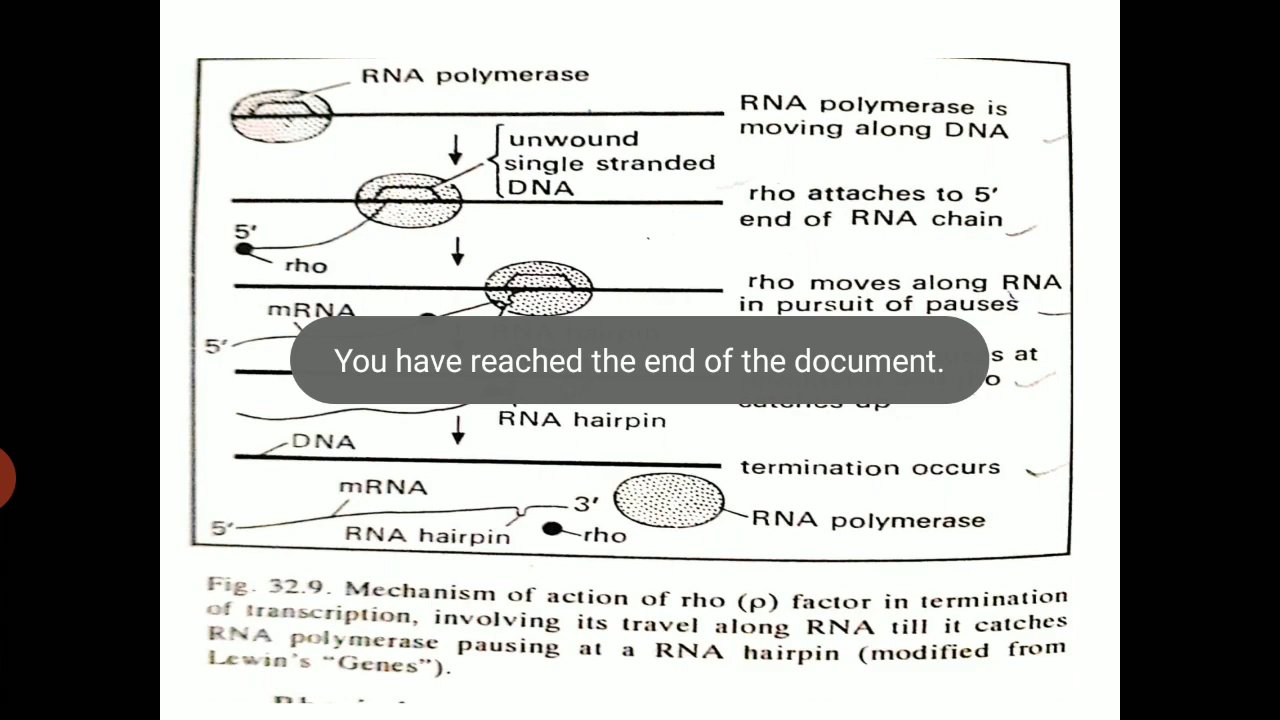 RNA polymerase
RNA polymerase is
moving along DNA
unwound
single stranded
DNA
rho attaches to 5′
end of RNA chain
5′
rho
rho moves along RNA
in pursuit of pauses
mRNA
5′
You have reached the end of the document.
s at
catches up
RNA hairpin
DNA
termination occurs
mRNA
3′
5′
RNA hairpin
rho
RNA polymerase
Fig. 32.9. Mechanism of action of rho (ρ) factor in termination
of transcription, involving its travel along RNA till it catches
RNA polymerase pausing at a RNA hairpin (modified from
Lewin's "Genes").